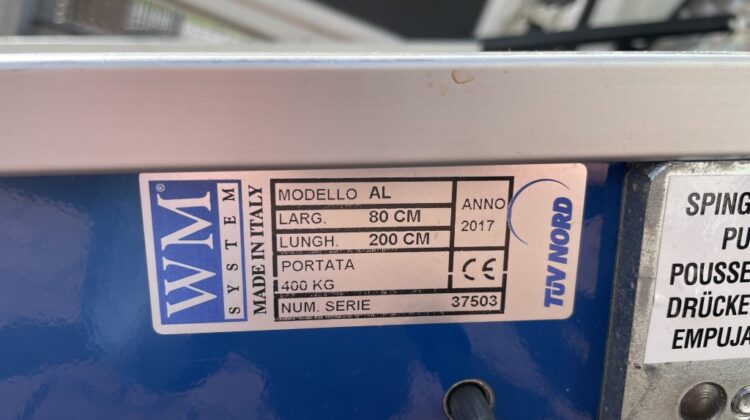 WM®
SYSTEM
MADE IN ITALY
MODELLO AL
LARG. 80 CM
LUNGH. 200 CM
PORTATA
400 KG
NUM. SERIE 37503
ANNO
2017
CE
TÜV NORD
SPING
PU
POUSSE
DRÜCKE
EMPUJA